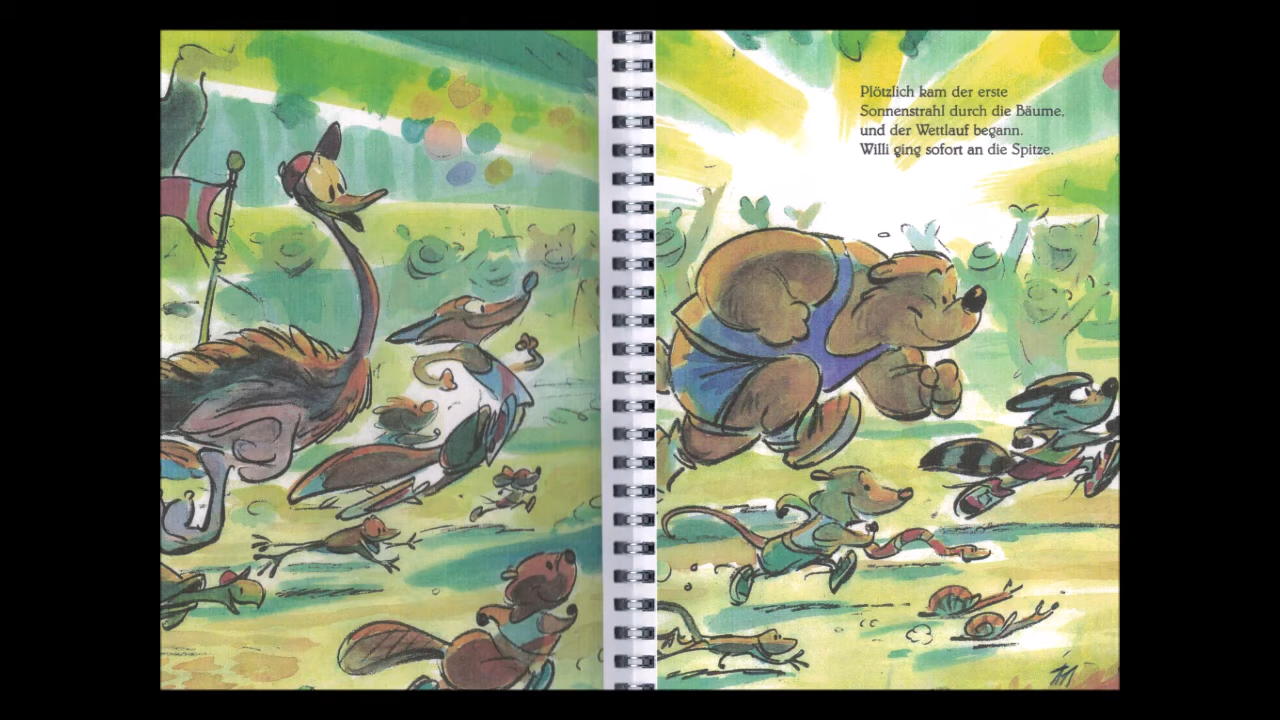 Plötzlich kam der erste
Sonnenstrahl durch die Bäume,
und der Wettlauf begann.
Willi ging sofort an die Spitze.